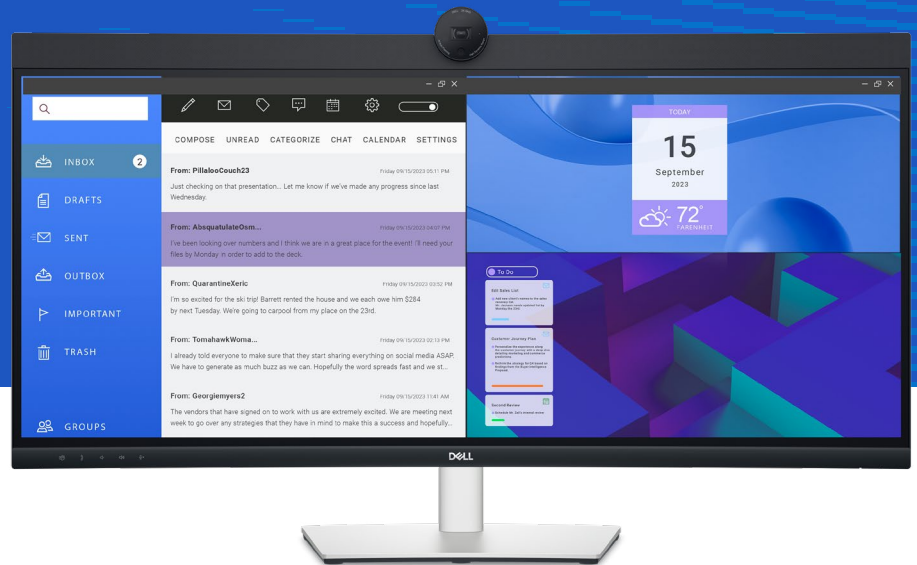 INBOX 2
DRAFTS
SENT
OUTBOX
IMPORTANT
TRASH
GROUPS
COMPOSE UNREAD CATEGORIZE CHAT CALENDAR SETTINGS
From: PillalooCouch23 Friday 09/15/2023 05:11 PM
Just checking on that presentation... Let me know if we've made any progress since last
Wednesday.
From: AbsquatulateOsm... Friday 09/15/2023 04:07 PM
I've been looking over numbers and I think we are in a great place for the event! I'll need your
files by Monday in order to add to the deck.
From: QuarantineXeric Friday 09/15/2023 03:52 PM
I'm so excited for the ski trip! Barrett rented the house and we each owe him $284
by next Tuesday. We're going to carpool from my place on the 23rd.
From: TomahawkWoma... Friday 09/15/2023 02:13 PM
I already told everyone to make sure that they start sharing everything on social media ASAP.
We have to generate as much buzz as we can. Hopefully the word spreads fast and we st...
From: Georgiemyers2 Friday 09/15/2023 11:41 AM
The vendors that have signed on to work with us are extremely excited. We are meeting next
week to go over any strategies that they have in mind to make this a success and hopefully...
TODAY
15
September
2023
72°
FARENHEIT
To Do
Edit Sales List
Customer Journey Plan
Second Review
DELL